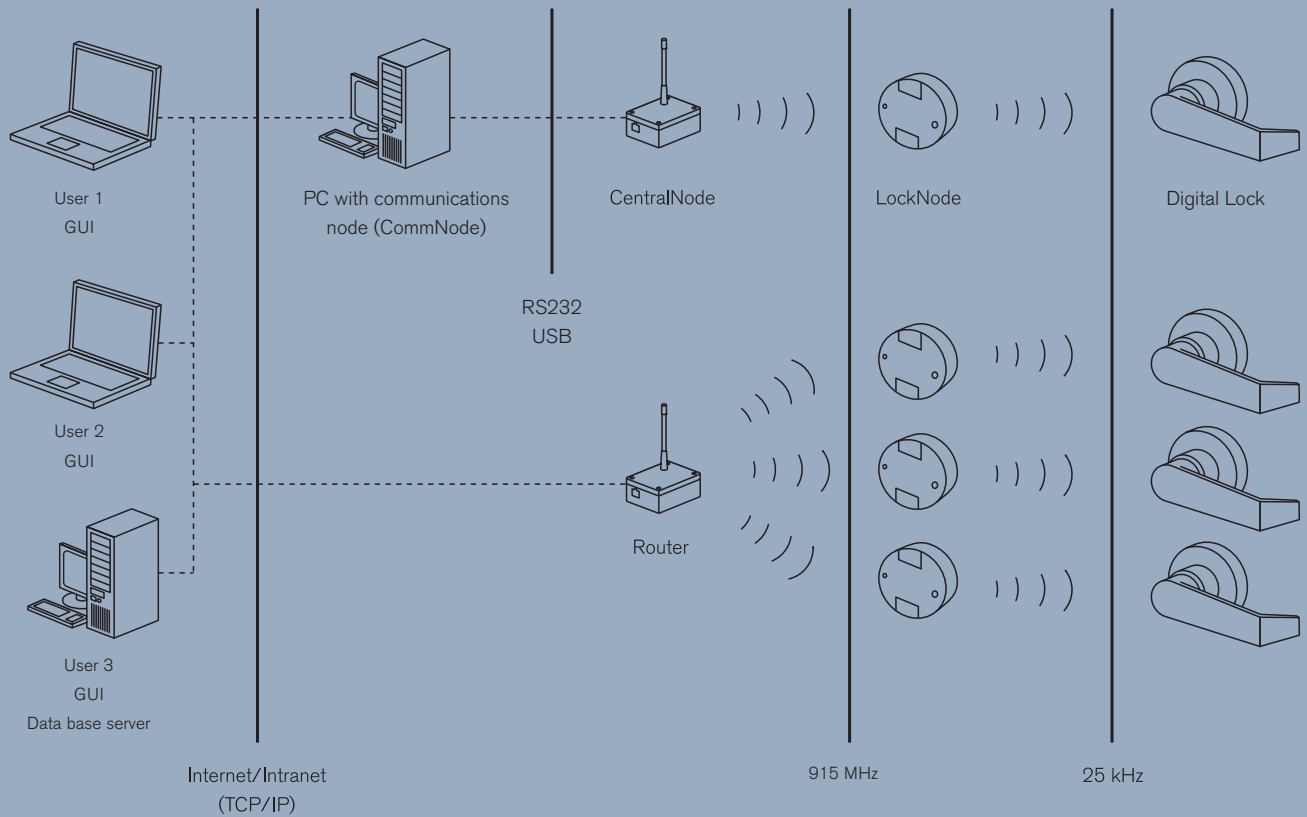 User 1
GUI
PC with communications
node (CommNode)
CentralNode
LockNode
Digital Lock
RS232
USB
User 2
GUI
Router
User 3
GUI
Data base server
Internet/Intranet
(TCP/IP)
915 MHz
25 kHz